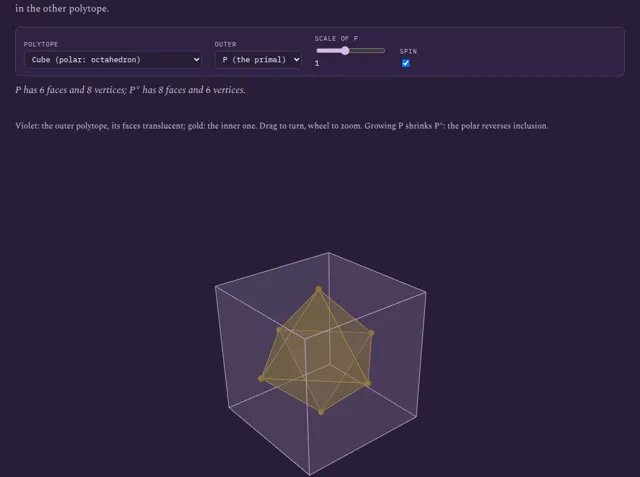 in the other polytope.
POLYTOPE
Cube (polar: octahedron)
OUTER
P (the primal)
SCALE OF P
1
SPIN
P has 6 faces and 8 vertices; P° has 8 faces and 6 vertices.
Violet: the outer polytope, its faces translucent; gold: the inner one. Drag to turn, wheel to zoom. Growing P shrinks P°: the polar reverses inclusion.